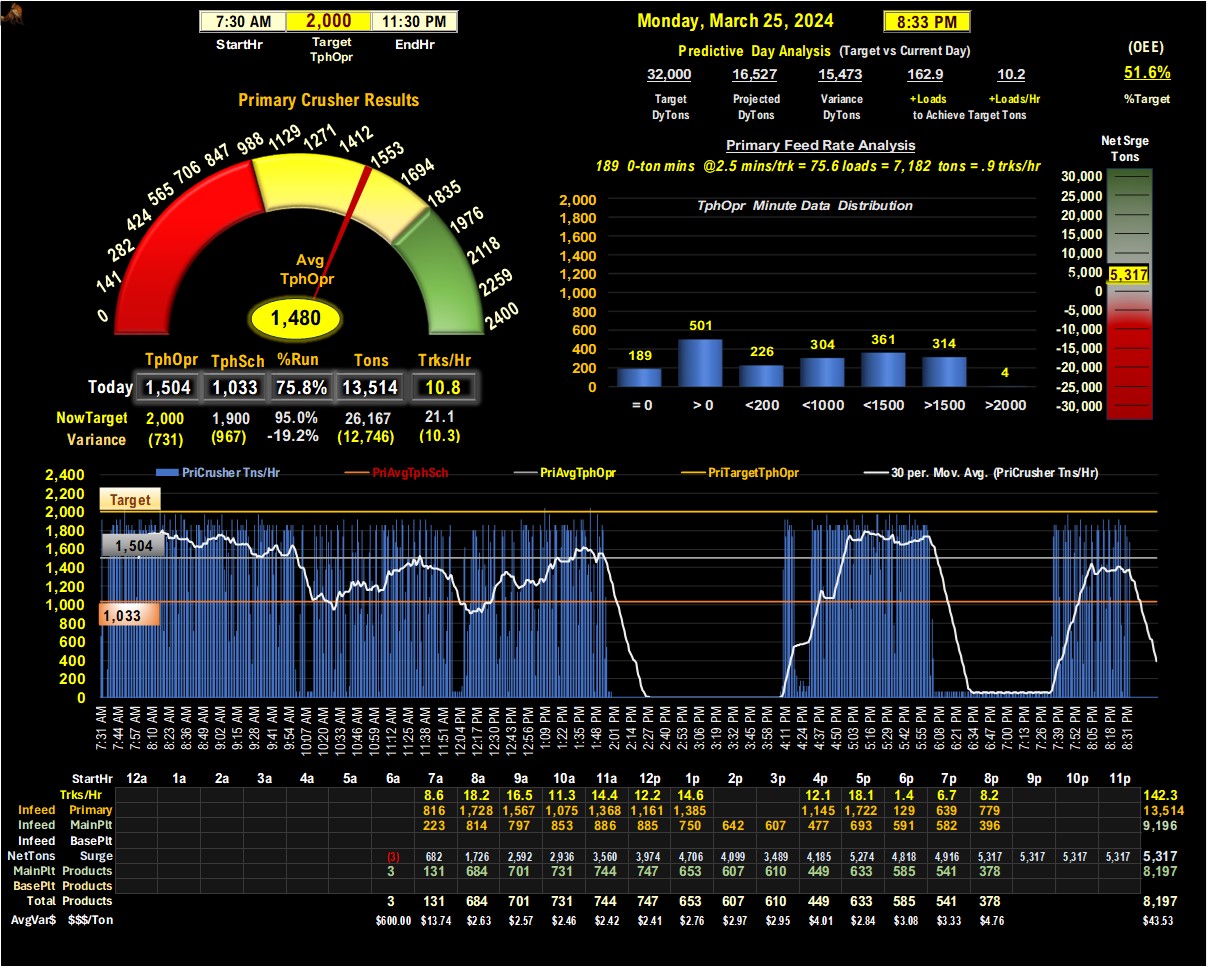 7:30 AM 2,000 11:30 PM
StartHr Target TphOpr EndHr
Monday, March 25, 2024 8:33 PM
Predictive Day Analysis (Target vs Current Day)
32,000 16,527 15,473 162.9 10.2
Target Projected Variance +Loads +Loads/Hr
DyTons DyTons DyTons to Achieve Target Tons
(OEE)
51.6%
%Target
Primary Crusher Results
0 141 282 424 565 706 847 988 1129 1271 1412 1553 1694 1835 1976 2118 2259 2400
Avg
TphOpr
1,480
TphOpr TphSch %Run Tons Trks/Hr
Today 1,504 1,033 75.8% 13,514 10.8
NowTarget 2,000 1,900 95.0% 26,167 21.1
Variance (731) (967) -19.2% (12,746) (10.3)
Primary Feed Rate Analysis
189 0-ton mins @2.5 mins/trk = 75.6 loads = 7,182 tons = .9 trks/hr
TphOpr Minute Data Distribution
2,000
1,800
1,600
1,400
1,200
1,000
800
600
400
200
0
189 501 226 304 361 314 4
= 0 > 0 <200 <1000 <1500 >1500 >2000
Net Srge
Tons
30,000
25,000
20,000
15,000
10,000
5,000
0
-5,000
-10,000
-15,000
-20,000
-25,000
-30,000
5,317
PriCrusher Tns/Hr PriAvgTphSch PriAvgTphOpr PriTargetTphOpr 30 per. Mov. Avg. (PriCrusher Tns/Hr)
2,400
2,200
2,000
1,800
1,600
1,400
1,200
1,000
800
600
400
200
0
Target
1,504
1,033
7:31 AM 7:44 AM 7:57 AM 8:10 AM 8:23 AM 8:36 AM 8:49 AM 9:02 AM 9:15 AM 9:28 AM 9:41 AM 9:54 AM 10:07 AM 10:20 AM 10:33 AM 10:46 AM 10:59 AM 11:12 AM 11:25 AM 11:38 AM 11:51 AM 12:04 PM 12:17 PM 12:30 PM 12:43 PM 12:56 PM 1:09 PM 1:22 PM 1:35 PM 1:48 PM 2:01 PM 2:14 PM 2:27 PM 2:40 PM 2:53 PM 3:06 PM 3:19 PM 3:32 PM 3:45 PM 3:58 PM 4:11 PM 4:24 PM 4:37 PM 4:50 PM 5:03 PM 5:16 PM 5:29 PM 5:42 PM 5:55 PM 6:08 PM 6:21 PM 6:34 PM 6:47 PM 7:00 PM 7:13 PM 7:26 PM 7:39 PM 7:52 PM 8:05 PM 8:18 PM 8:31 PM
StartHr 12a 1a 2a 3a 4a 5a 6a 7a 8a 9a 10a 11a 12p 1p 2p 3p 4p 5p 6p 7p 8p 9p 10p 11p
Trks/Hr 8.6 18.2 16.5 11.3 14.4 12.2 14.6 12.1 18.1 1.4 6.7 8.2 142.3
Infeed Primary 816 1,728 1,567 1,075 1,368 1,161 1,385 1,145 1,722 129 639 779 13,514
Infeed MainPlt 223 814 797 853 886 885 750 642 607 477 693 591 582 396 9,196
Infeed BasePlt
NetTons Surge (3) 682 1,726 2,592 2,936 3,560 3,974 4,706 4,099 3,489 4,185 5,274 4,818 4,916 5,317 5,317 5,317 5,317 5,317
MainPlt Products 3 131 684 701 731 744 747 653 607 610 449 633 585 541 378 8,197
BasePlt Products
Total Products 3 131 684 701 731 744 747 653 607 610 449 633 585 541 378 8,197
AvgVar$ $$$/Ton $600.00 $13.74 $2.63 $2.57 $2.46 $2.42 $2.41 $2.76 $2.97 $2.95 $4.01 $2.84 $3.08 $3.33 $4.76 $43.53